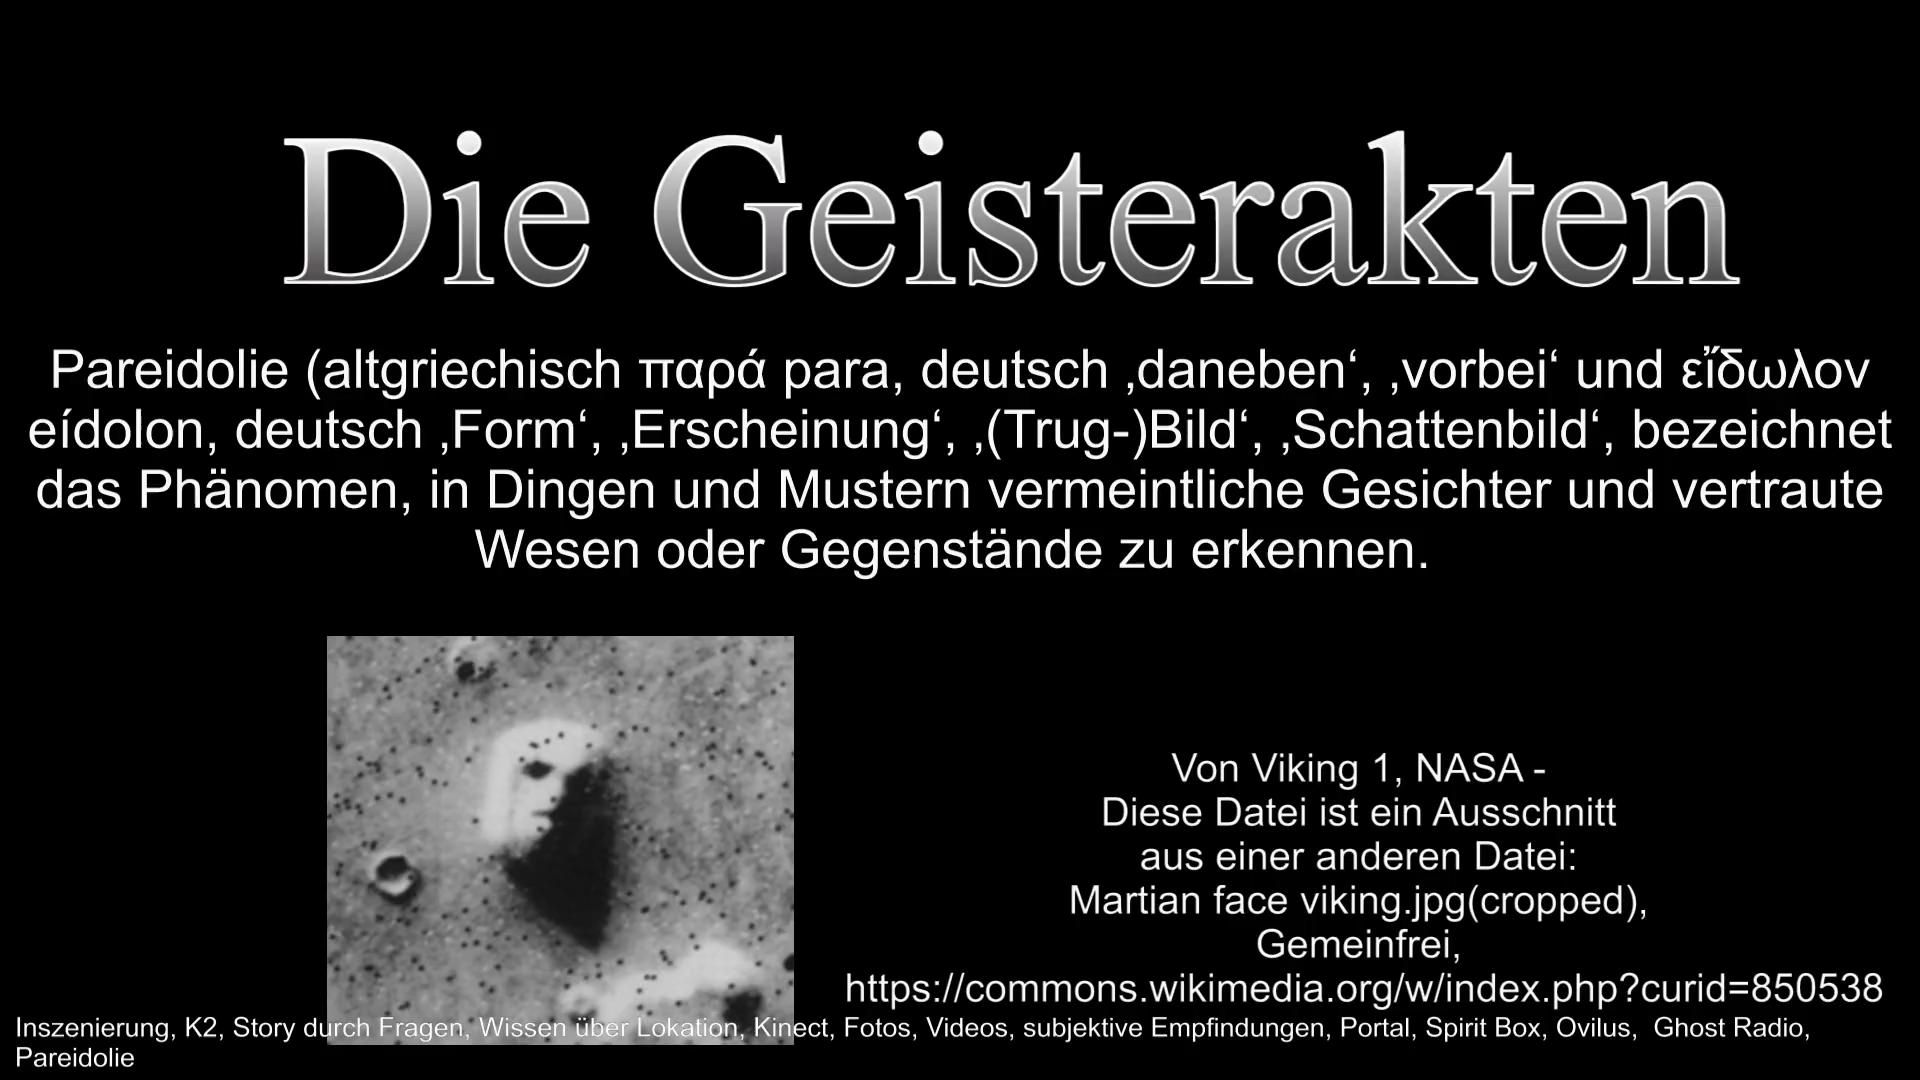 Die Geisterakten
Pareidolie (altgriechisch παρά para, deutsch ‚daneben‘, ‚vorbei‘ und εἴδωλον
eídolon, deutsch ‚Form‘, ‚Erscheinung‘, ‚(Trug-)Bild‘, ‚Schattenbild‘, bezeichnet
das Phänomen, in Dingen und Mustern vermeintliche Gesichter und vertraute
Wesen oder Gegenstände zu erkennen.
Von Viking 1, NASA -
Diese Datei ist ein Ausschnitt
aus einer anderen Datei:
Martian face viking.jpg(cropped),
Gemeinfrei,
https://commons.wikimedia.org/w/index.php?curid=850538
Inszenierung, K2, Story durch Fragen, Wissen über Lokation, Kinect, Fotos, Videos, subjektive Empfindungen, Portal, Spirit Box, Ovilus,  Ghost Radio,
Pareidolie